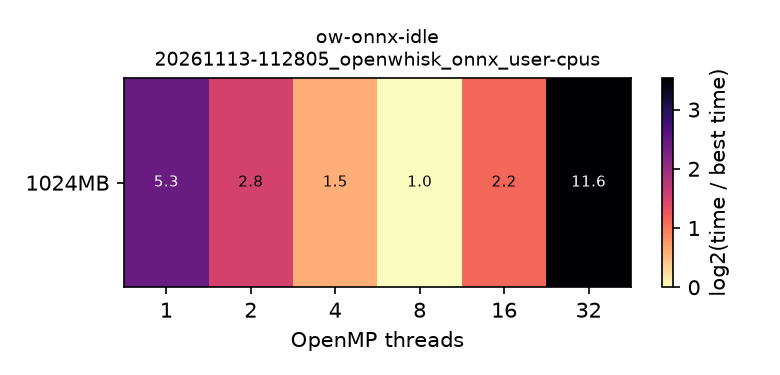 ow-onnx-idle
20261113-112805_openwhisk_onnx_user-cpus
1024MB
5.3 2.8 1.5 1.0 2.2 11.6
1 2 4 8 16 32
OpenMP threads
3
2
1
0
log2(time / best time)